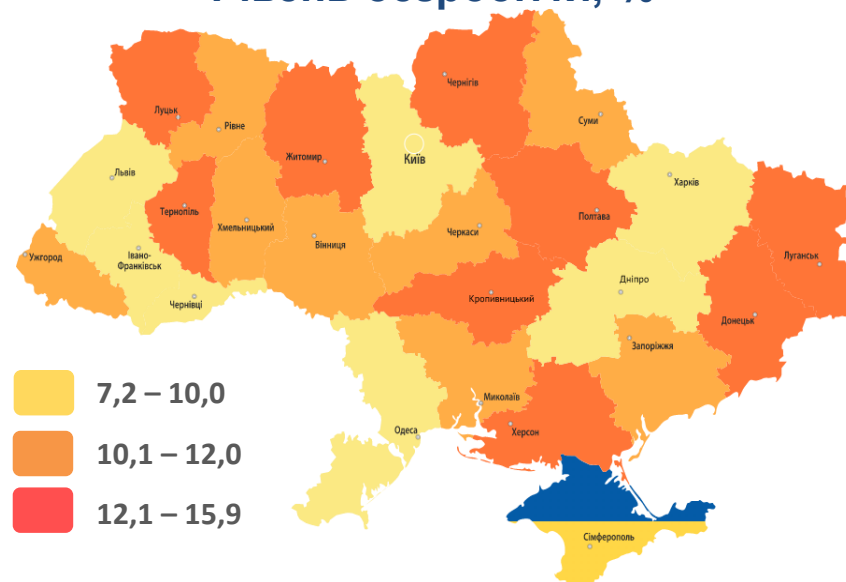 Чернігів
Луцьк
Рівне
Суми
Київ
Житомир
Львів
Харків
Тернопіль
Полтава
Хмельницький
Черкаси
Вінниця
Ужгород
Івано-
Франківськ
Луганськ
Дніпро
Чернівці
Кропивницький
Донецьк
Запоріжжя
7,2 – 10,0
Миколаїв
Одеса
Херсон
10,1 – 12,0
12,1 – 15,9
Сімферополь